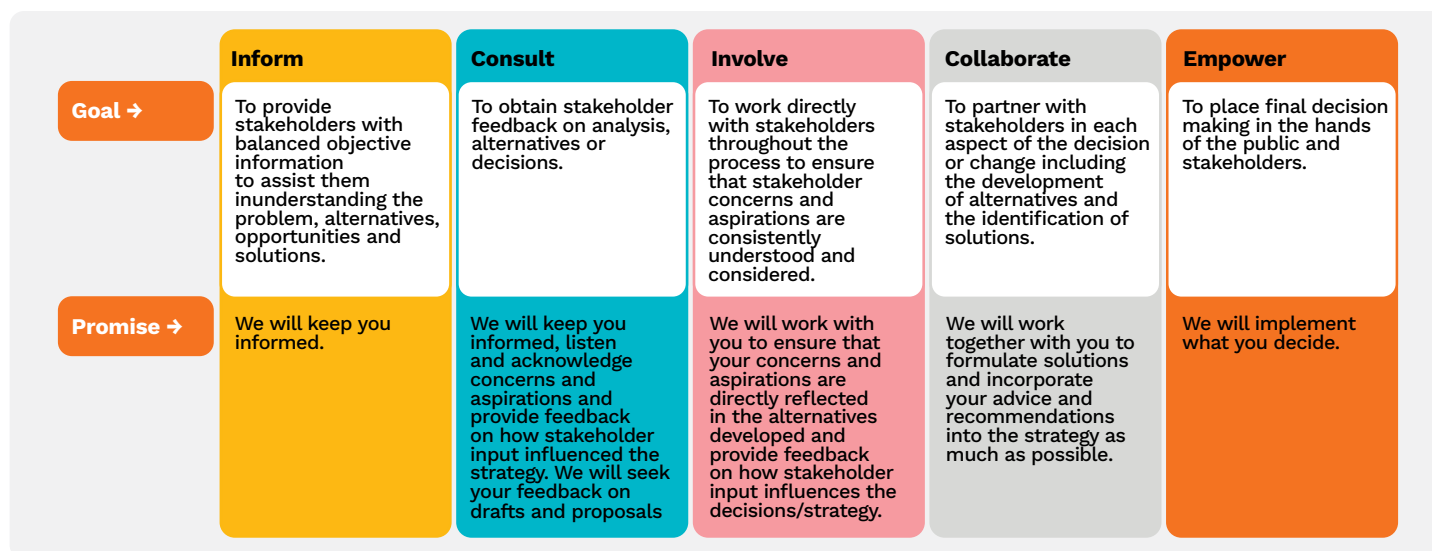 Inform
Consult
Involve
Collaborate
Empower
Goal →
To provide
stakeholders with
balanced objective
information
to assist them
inunderstanding the
problem, alternatives,
opportunities and
solutions.
To obtain stakeholder
feedback on analysis,
alternatives or
decisions.
To work directly
with stakeholders
throughout the
process to ensure
that stakeholder
concerns and
aspirations are
consistently
understood and
considered.
To partner with
stakeholders in each
aspect of the decision
or change including
the development
of alternatives and
the identification of
solutions.
To place final decision
making in the hands
of the public and
stakeholders.
Promise →
We will keep you
informed.
We will keep you
informed, listen
and acknowledge
concerns and
aspirations and
provide feedback
on how stakeholder
input influenced the
strategy. We will seek
your feedback on
drafts and proposals
We will work with
you to ensure that
your concerns and
aspirations are
directly reflected
in the alternatives
developed and
provide feedback
on how stakeholder
input influences the
decisions/strategy.
We will work
together with you to
formulate solutions
and incorporate
your advice and
recommendations
into the strategy as
much as possible.
We will implement
what you decide.